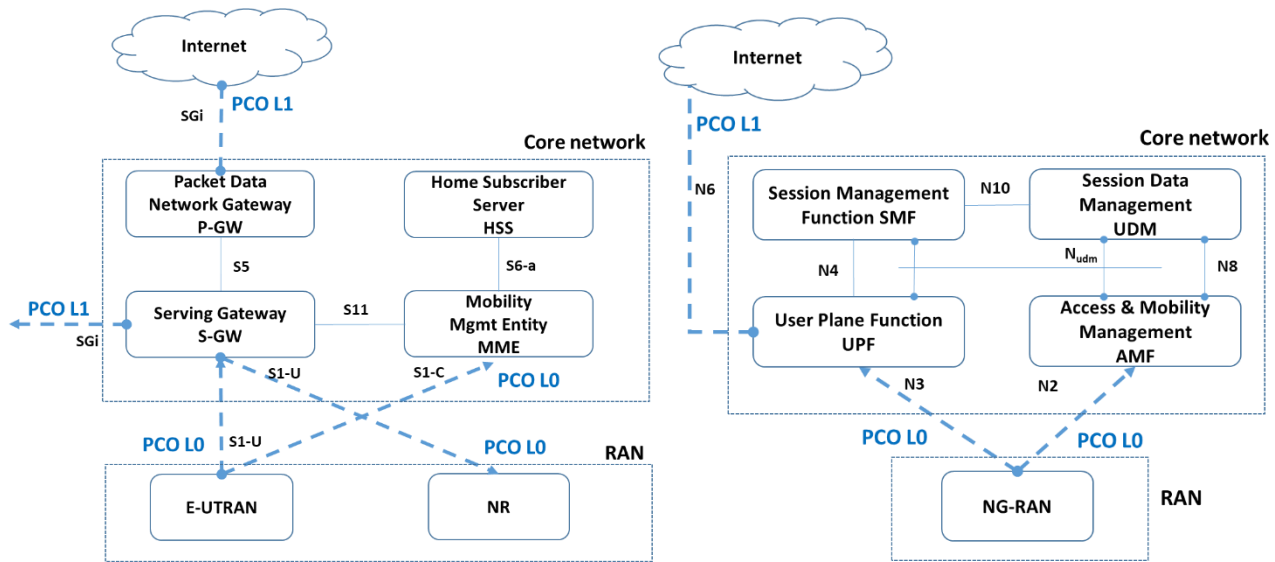 Internet
PCO L1
SGi
Core network
Packet Data
Network Gateway
P-GW
Home Subscriber
Server
HSS
S5
S6-a
PCO L1
SGi
Serving Gateway
S-GW
S11
Mobility
Mgmt Entity
MME
S1-U
S1-C
PCO L0
PCO L0
S1-U
PCO L0
RAN
E-UTRAN
NR
Internet
PCO L1
N6
Core network
Session Management
Function SMF
N10
Session Data
Management
UDM
N4
Nudm
N8
User Plane Function
UPF
Access & Mobility
Management
AMF
N3
N2
PCO L0
PCO L0
NG-RAN
RAN